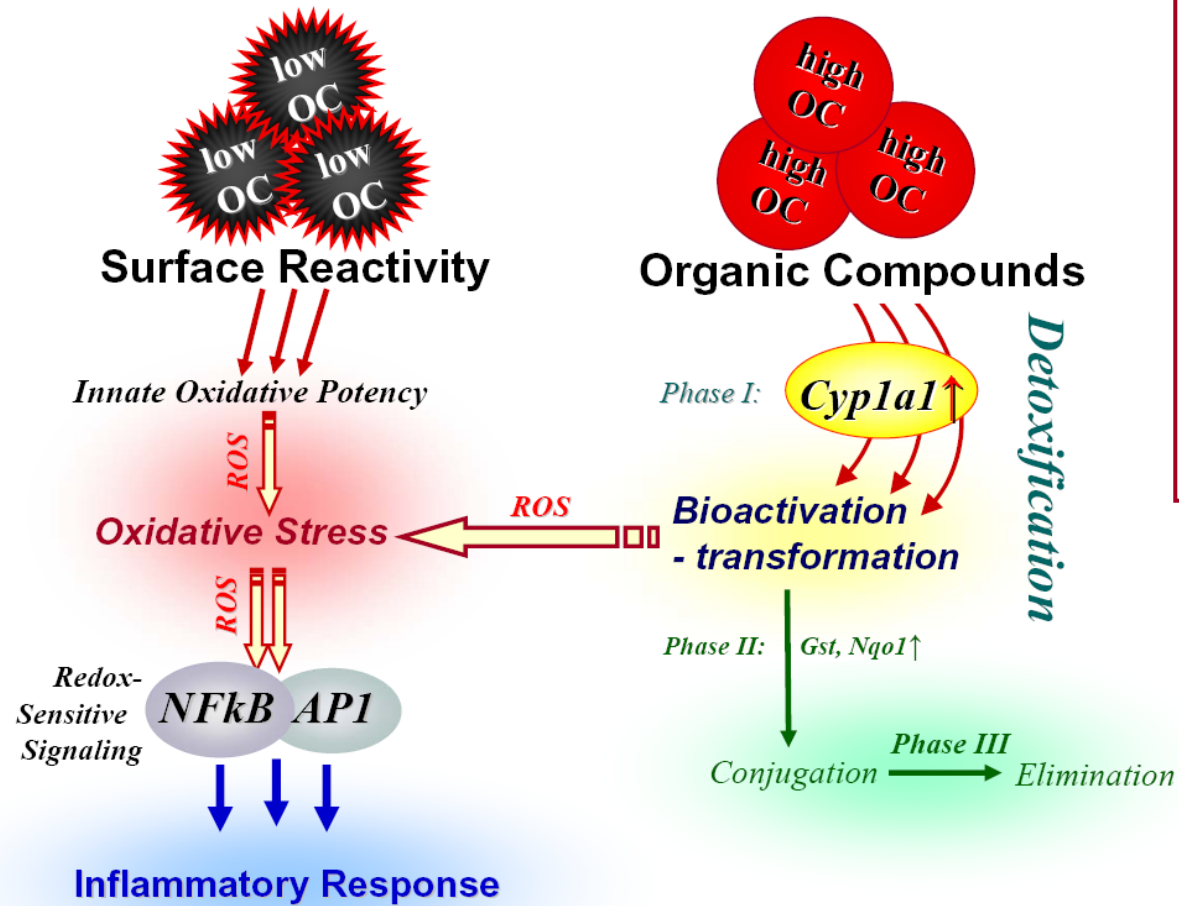 low
OC
low
OC
low
OC
Surface Reactivity
Innate Oxidative Potency
ROS
Oxidative Stress
ROS
Redox-
Sensitive
Signaling
NFkB
AP1
Inflammatory Response
high
OC
high
OC
high
OC
Organic Compounds
Phase I:
Cyp1a1↑
Detoxification
ROS
Bioactivation
- transformation
Phase II:
Gst, Nqo1↑
Conjugation
Phase III
Elimination